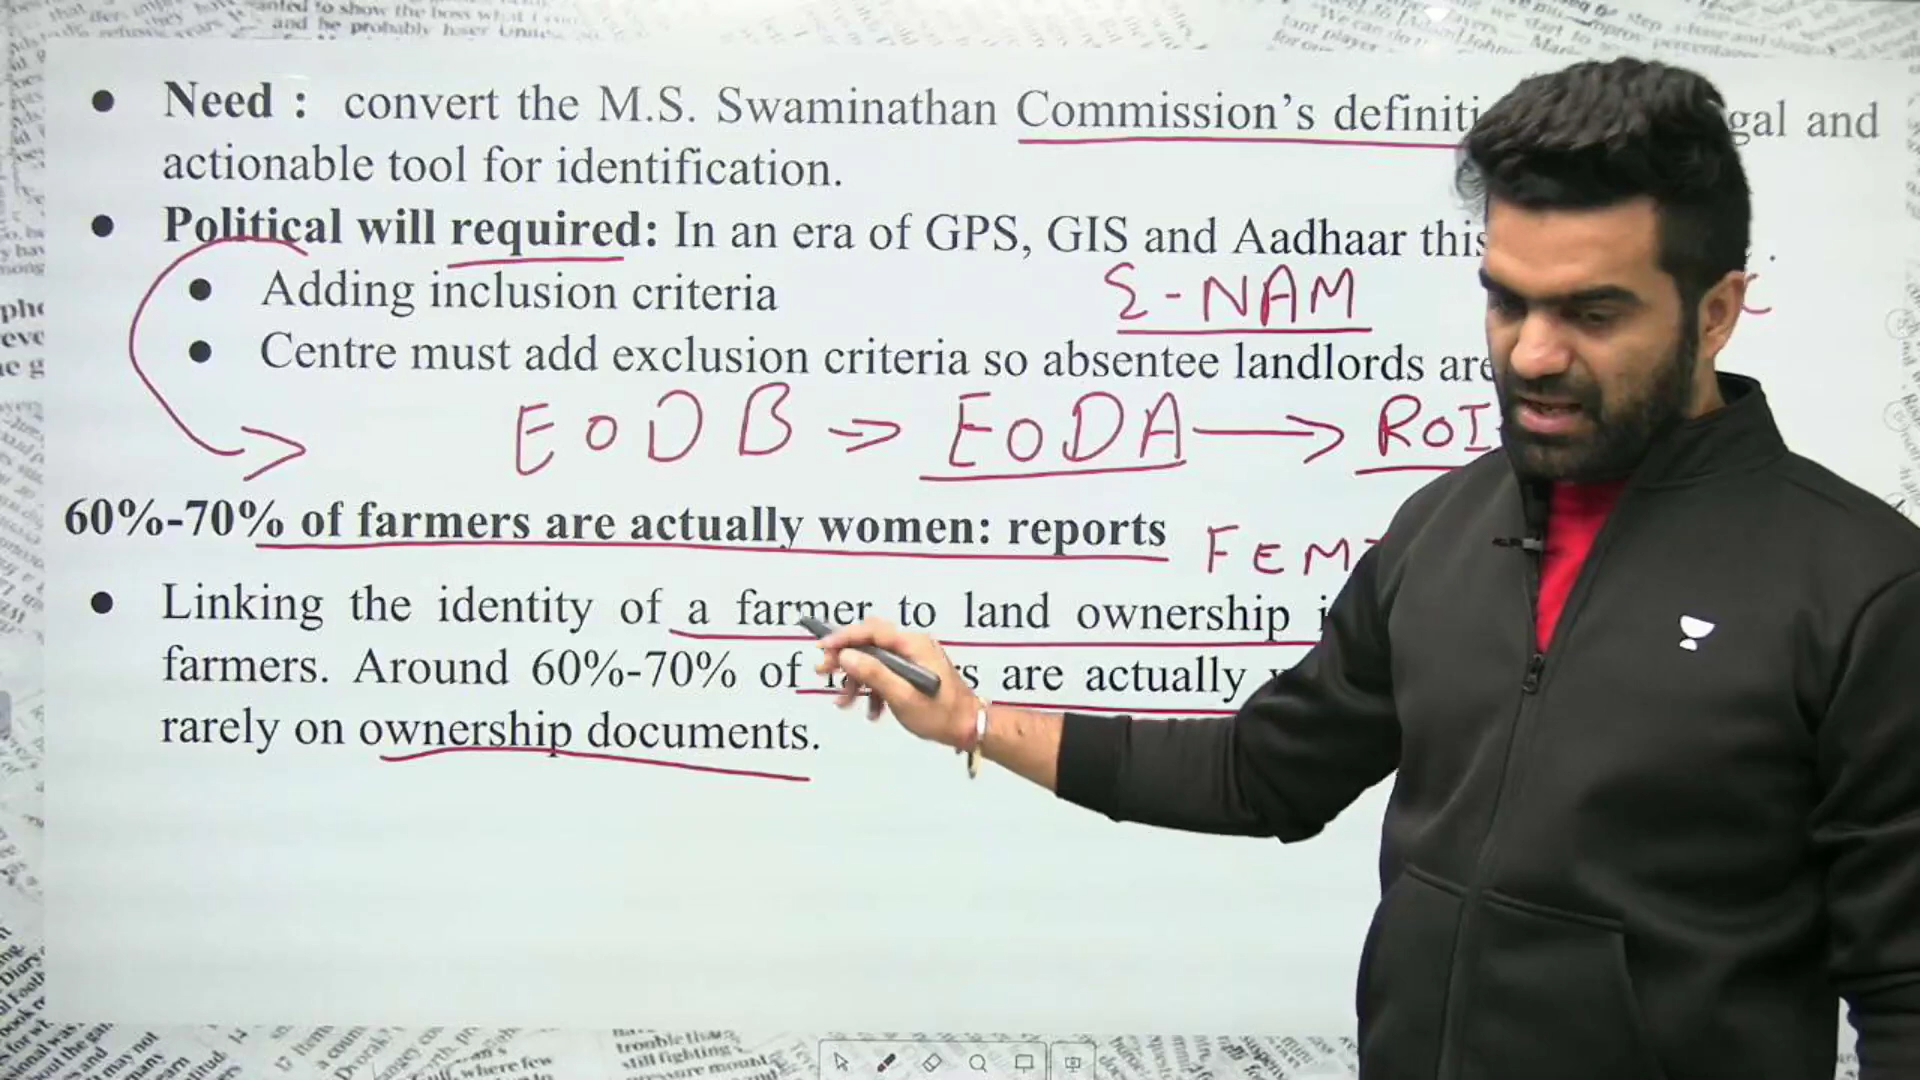 ● Need : convert the M.S. Swaminathan Commission's gal and
actionable tool for identification.
● Political will required: In an era of GPS, GIS and Aadhaar this
● Adding inclusion criteria
Σ-NAM
● Centre must add exclusion criteria so absentee landlords are
EoDB → EoDA → RoI
60%-70% of farmers are actually women: reports
● Linking the identity of a farmer to land ownership
farmers. Around 60%-70% of are actually
rarely on ownership documents.